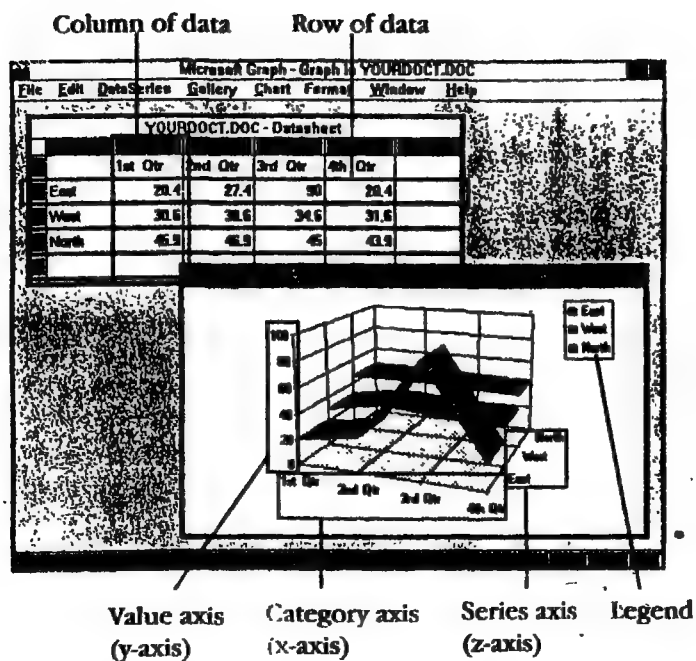 Column of data Row of data
Microsoft Graph - Graph in YOURDOCT.DOC
File Edit DataSeries Gallery Chart Format Window Help
YOURDOCT.DOC - Datasheet
1st Qtr 2nd Qtr 3rd Qtr 4th Qtr
East 20.4 27.4 90 20.4
West 30.6 38.6 34.6 31.6
North 45.9 46.9 45 43.9
East
West
North
100
80
60
40
20
0
North
West
East
1st Qtr
2nd Qtr
3rd Qtr
4th Qt
Value axis Category axis Series axis Legend
(y-axis) (x-axis) (z-axis)